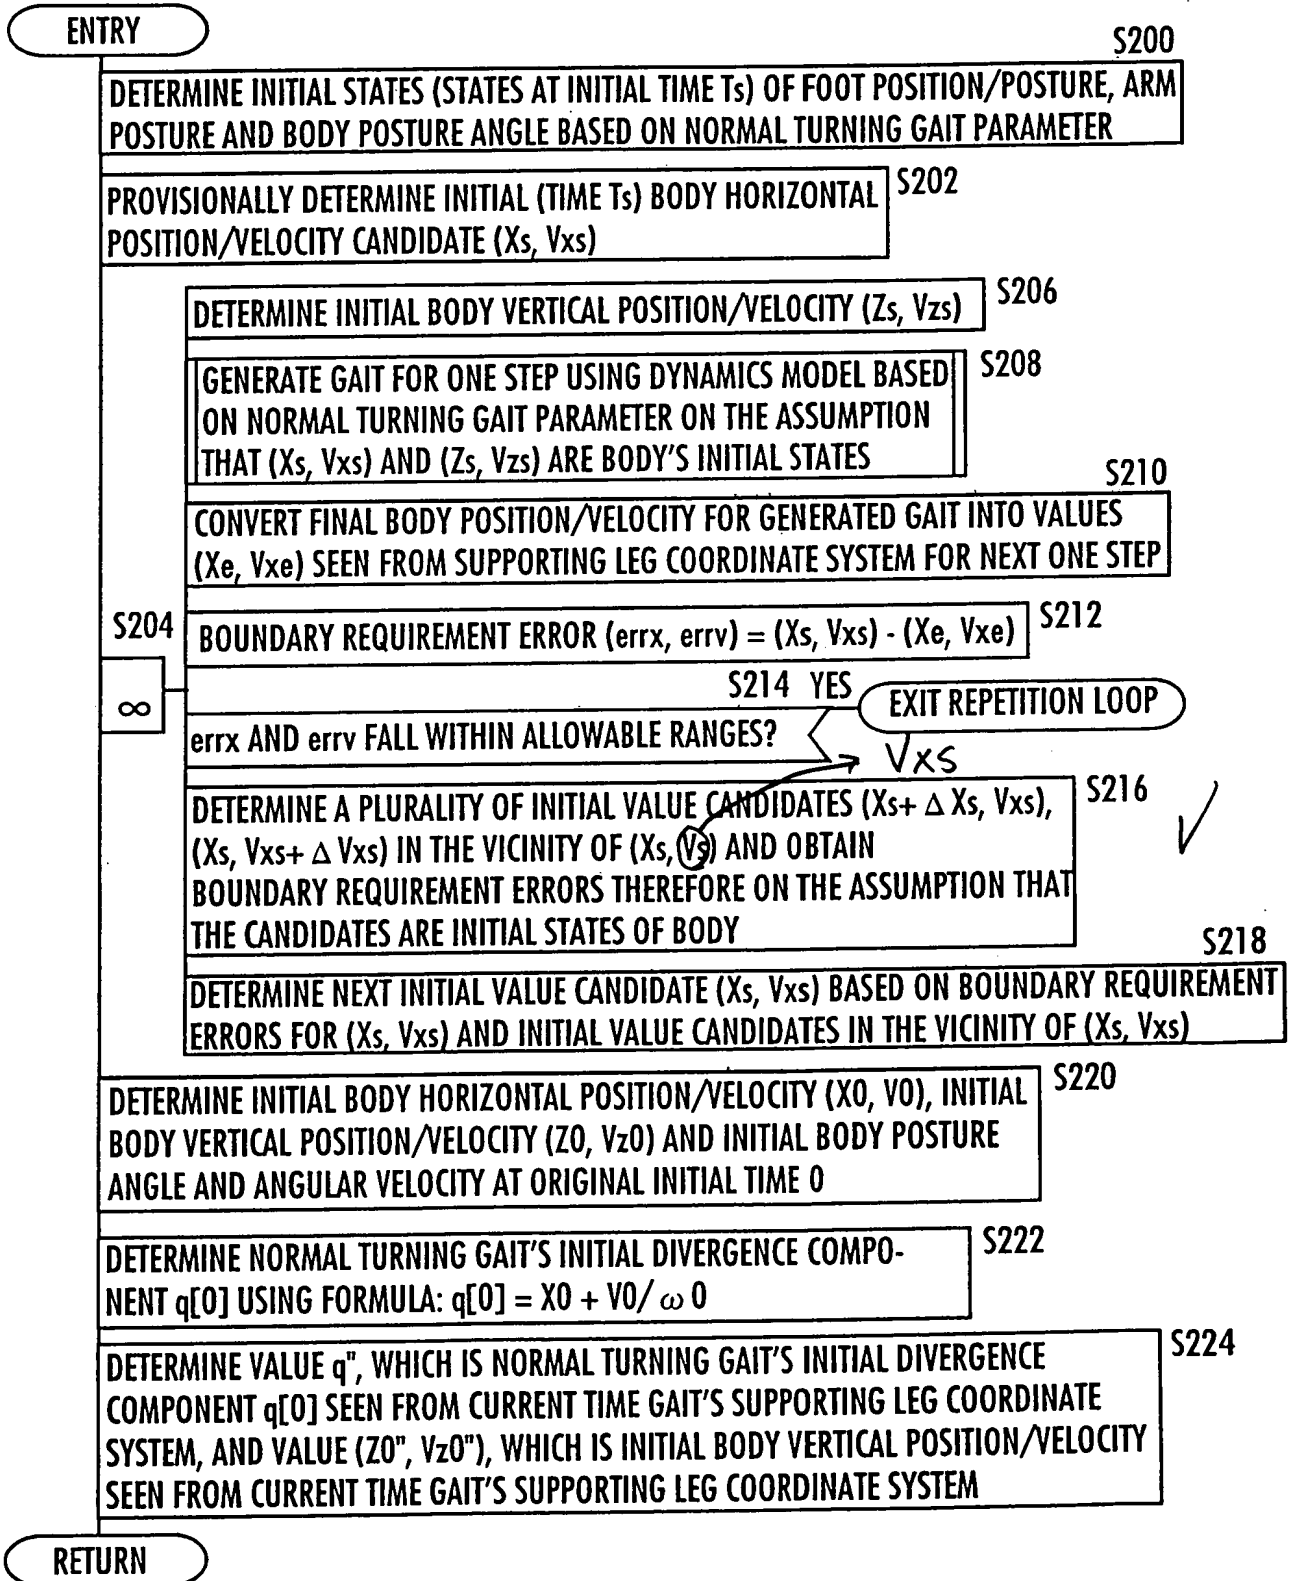 ENTRY
S200
DETERMINE INITIAL STATES (STATES AT INITIAL TIME Ts) OF FOOT POSITION/POSTURE, ARM
POSTURE AND BODY POSTURE ANGLE BASED ON NORMAL TURNING GAIT PARAMETER
S202
PROVISIONALLY DETERMINE INITIAL (TIME Ts) BODY HORIZONTAL
POSITION/VELOCITY CANDIDATE (Xs, Vxs)
S206
DETERMINE INITIAL BODY VERTICAL POSITION/VELOCITY (Zs, Vzs)
S208
GENERATE GAIT FOR ONE STEP USING DYNAMICS MODEL BASED
ON NORMAL TURNING GAIT PARAMETER ON THE ASSUMPTION
THAT (Xs, Vxs) AND (Zs, Vzs) ARE BODY'S INITIAL STATES
S210
CONVERT FINAL BODY POSITION/VELOCITY FOR GENERATED GAIT INTO VALUES
(Xe, Vxe) SEEN FROM SUPPORTING LEG COORDINATE SYSTEM FOR NEXT ONE STEP
S204
∞
S212
BOUNDARY REQUIREMENT ERROR (errx, errv) = (Xs, Vxs) - (Xe, Vxe)
S214 YES
EXIT REPETITION LOOP
errx AND errv FALL WITHIN ALLOWABLE RANGES?
Vxs
S216
DETERMINE A PLURALITY OF INITIAL VALUE CANDIDATES (Xs+ Δ Xs, Vxs),
(Xs, Vxs+ Δ Vxs) IN THE VICINITY OF (Xs, Vs) AND OBTAIN
BOUNDARY REQUIREMENT ERRORS THEREFORE ON THE ASSUMPTION THAT
THE CANDIDATES ARE INITIAL STATES OF BODY
S218
DETERMINE NEXT INITIAL VALUE CANDIDATE (Xs, Vxs) BASED ON BOUNDARY REQUIREMENT
ERRORS FOR (Xs, Vxs) AND INITIAL VALUE CANDIDATES IN THE VICINITY OF (Xs, Vxs)
S220
DETERMINE INITIAL BODY HORIZONTAL POSITION/VELOCITY (X0, V0), INITIAL
BODY VERTICAL POSITION/VELOCITY (Z0, Vz0) AND INITIAL BODY POSTURE
ANGLE AND ANGULAR VELOCITY AT ORIGINAL INITIAL TIME 0
S222
DETERMINE NORMAL TURNING GAIT'S INITIAL DIVERGENCE COMPO-
NENT q[0] USING FORMULA: q[0] = X0 + V0/ ω 0
S224
DETERMINE VALUE q", WHICH IS NORMAL TURNING GAIT'S INITIAL DIVERGENCE
COMPONENT q[0] SEEN FROM CURRENT TIME GAIT'S SUPPORTING LEG COORDINATE
SYSTEM, AND VALUE (Z0", Vz0"), WHICH IS INITIAL BODY VERTICAL POSITION/VELOCITY
SEEN FROM CURRENT TIME GAIT'S SUPPORTING LEG COORDINATE SYSTEM
RETURN